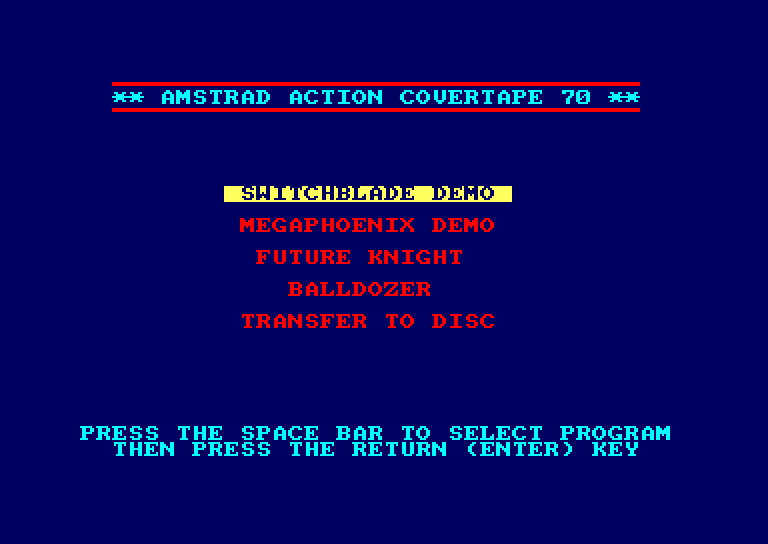 ** AMSTRAD ACTION COVERTAPE 70 **
SWITCHBLADE DEMO
MEGAPHOENIX DEMO
FUTURE KNIGHT
BALLDOZER
TRANSFER TO DISC
PRESS THE SPACE BAR TO SELECT PROGRAM
THEN PRESS THE RETURN (ENTER) KEY